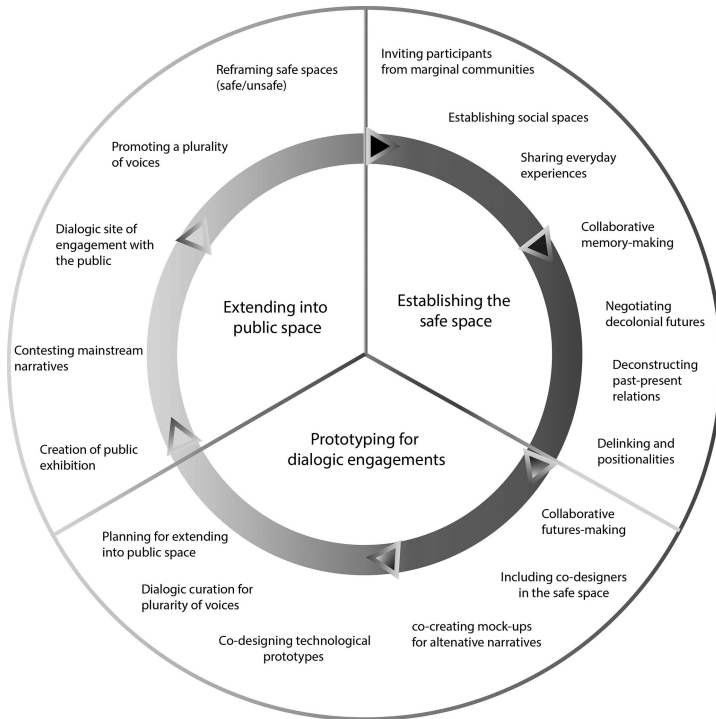 Reframing safe spaces
(safe/unsafe)
Inviting participants
from marginal communities
Establishing social spaces
Promoting a plurality
of voices
Sharing everyday
experiences
Dialogic site of
engagement with
the public
Collaborative
memory-making
Extending into
public space
Establishing the
safe space
Negotiating
decolonial futures
Contesting mainstream
narratives
Deconstructing
past-present
relations
Prototyping for
dialogic engagements
Creation of public
exhibition
Delinking and
positionalities
Collaborative
futures-making
Planning for extending
into public space
Including co-designers
in the safe space
Dialogic curation for
plurarity of voices
co-creating mock-ups
for altenative narratives
Co-designing technological
prototypes